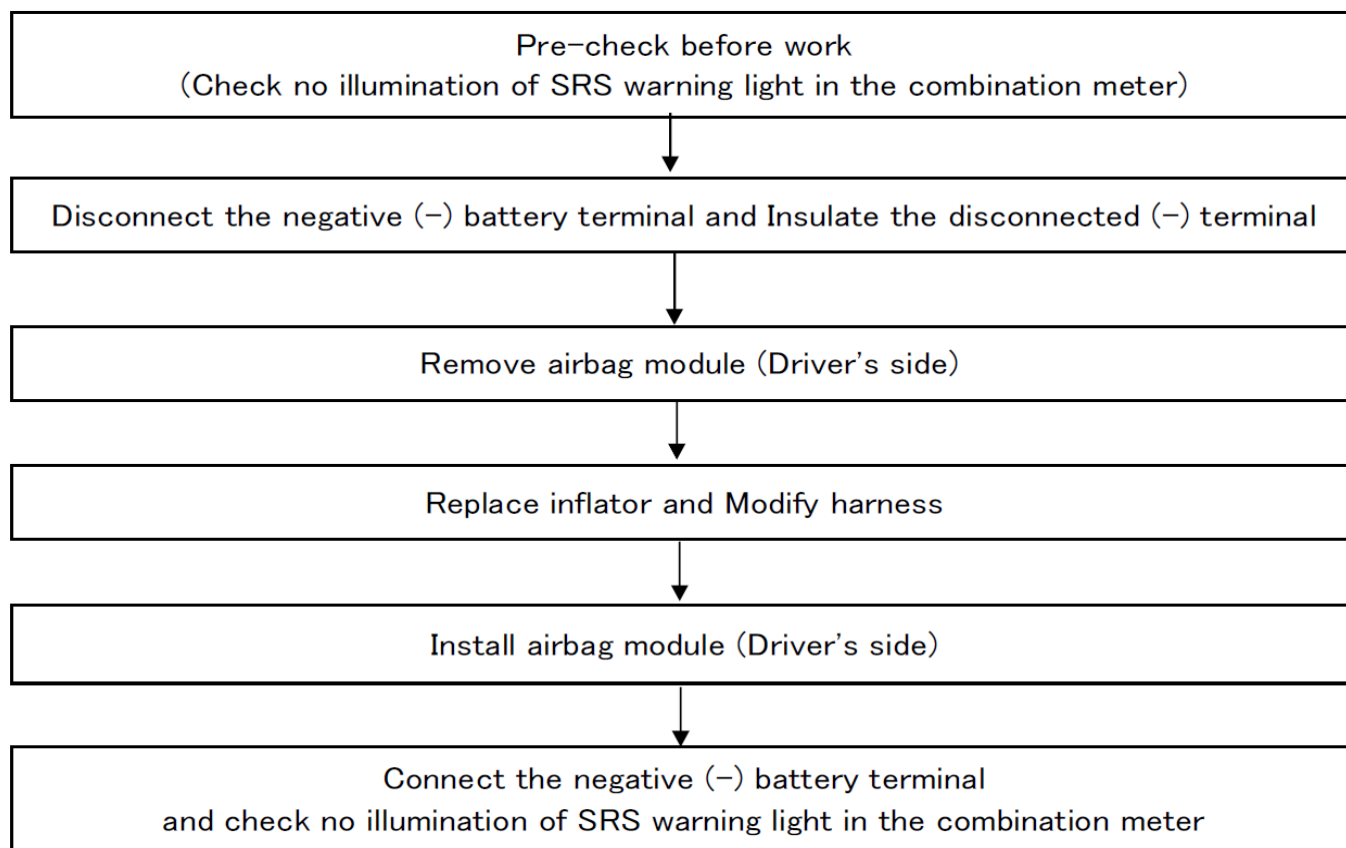 Pre-check before work
(Check no illumination of SRS warning light in the combination meter)
Disconnect the negative (-) battery terminal and Insulate the disconnected (-) terminal
Remove airbag module (Driver's side)
Replace inflator and Modify harness
Install airbag module (Driver's side)
Connect the negative (-) battery terminal
and check no illumination of SRS warning light in the combination meter